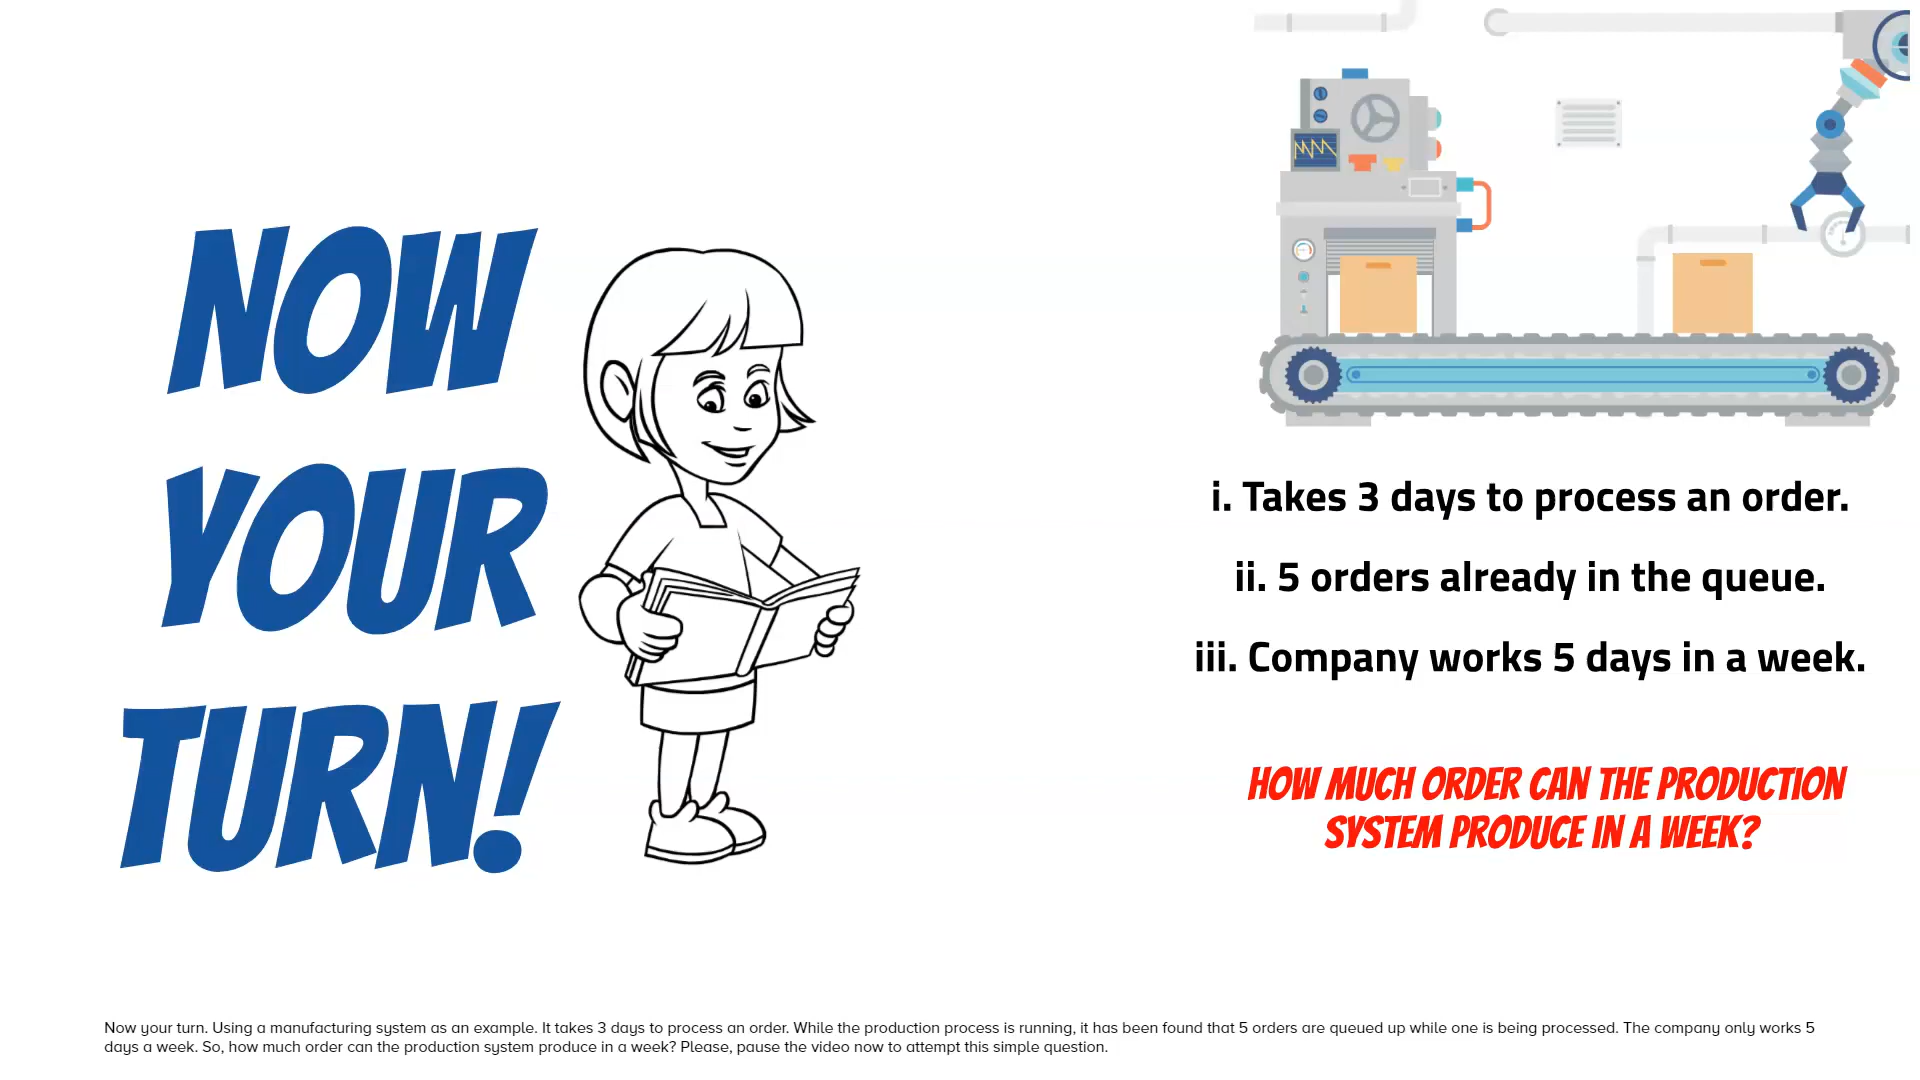 NOW
YOUR
TURN!
i. Takes 3 days to process an order.
ii. 5 orders already in the queue.
iii. Company works 5 days in a week.
HOW MUCH ORDER CAN THE PRODUCTION
SYSTEM PRODUCE IN A WEEK?
Now your turn. Using a manufacturing system as an example. It takes 3 days to process an order. While the production process is running, it has been found that 5 orders are queued up while one is being processed. The company only works 5
days a week. So, how much order can the production system produce in a week? Please, pause the video now to attempt this simple question.